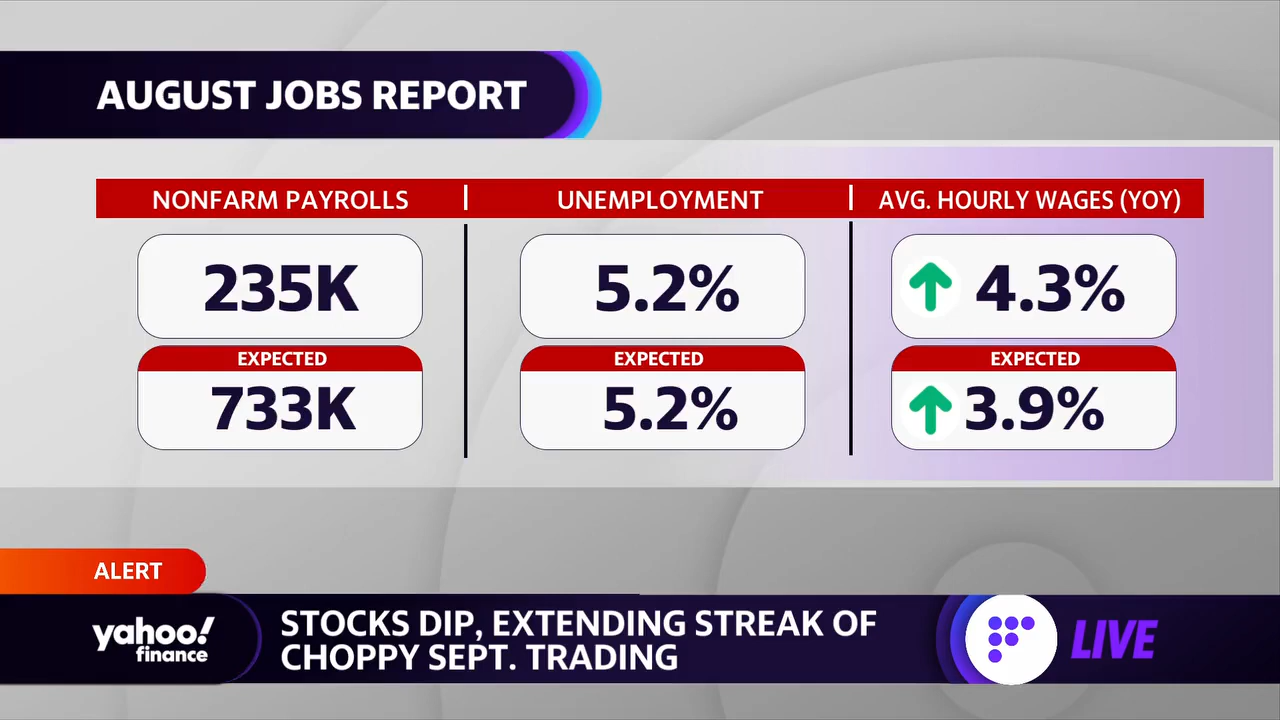 AUGUST JOBS REPORT
NONFARM PAYROLLS
UNEMPLOYMENT
AVG. HOURLY WAGES (YOY)
235K
5.2%
4.3%
EXPECTED
EXPECTED
EXPECTED
733K
5.2%
3.9%
ALERT
yahoo!
finance
STOCKS DIP, EXTENDING STREAK OF
CHOPPY SEPT. TRADING
LIVE